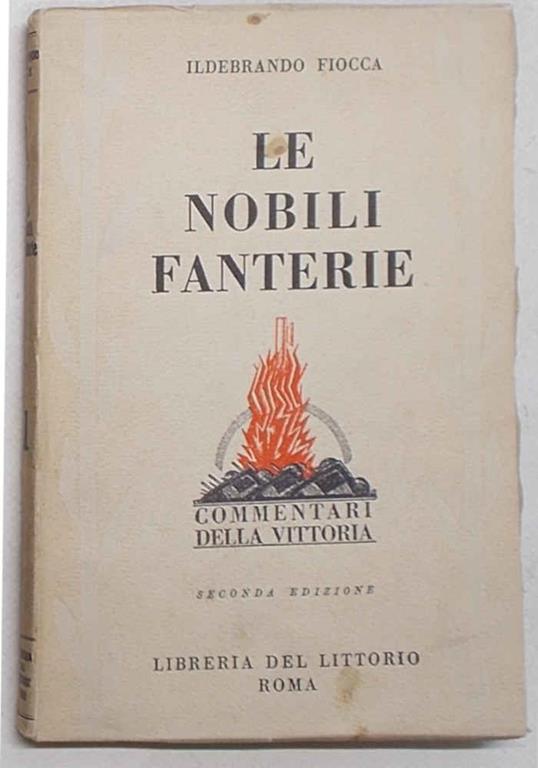 ILDEBRANDO FIOCCA
LE
NOBILI
FANTERIE
COMMENTARI
DELLA VITTORIA
SECONDA EDIZIONE
LIBRERIA DEL LITTORIO
ROMA